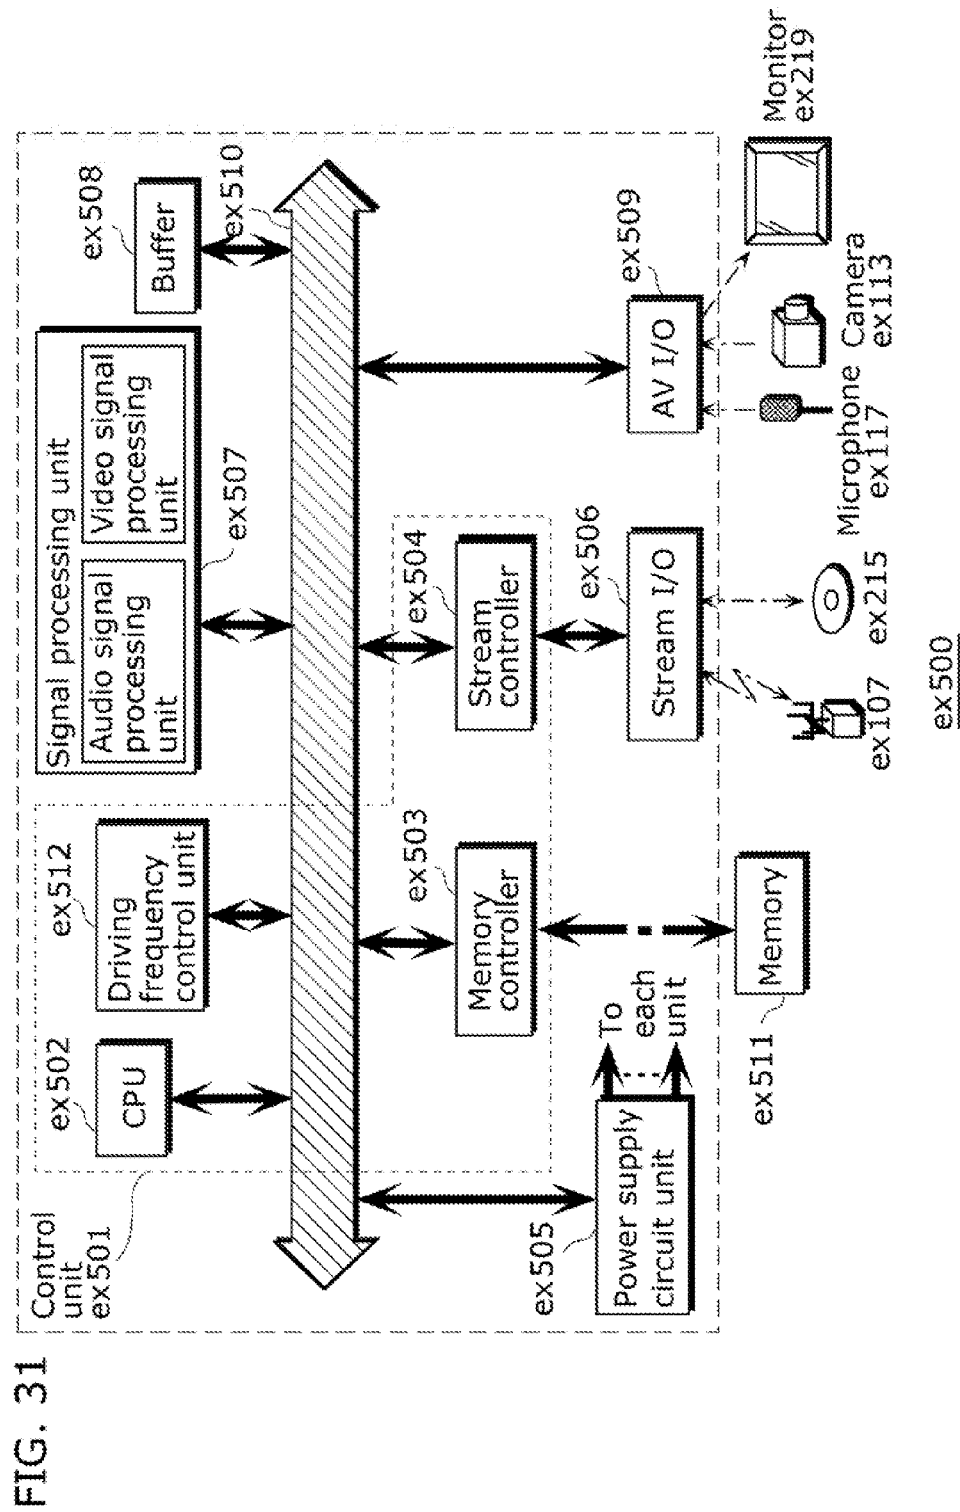 FIG. 31
Control
unit
ex501
ex502
CPU
ex512
Driving
frequency
control unit
Signal processing unit
Audio signal
processing
unit
Video signal
processing
unit
ex507
ex508
Buffer
ex510
ex505
Power supply
circuit unit
To
each
unit
ex503
Memory
controller
ex504
Stream
controller
ex506
Stream I/O
ex509
AV I/O
ex511
Memory
ex107
ex215
Microphone
ex117
Camera
ex113
Monitor
ex219
ex500